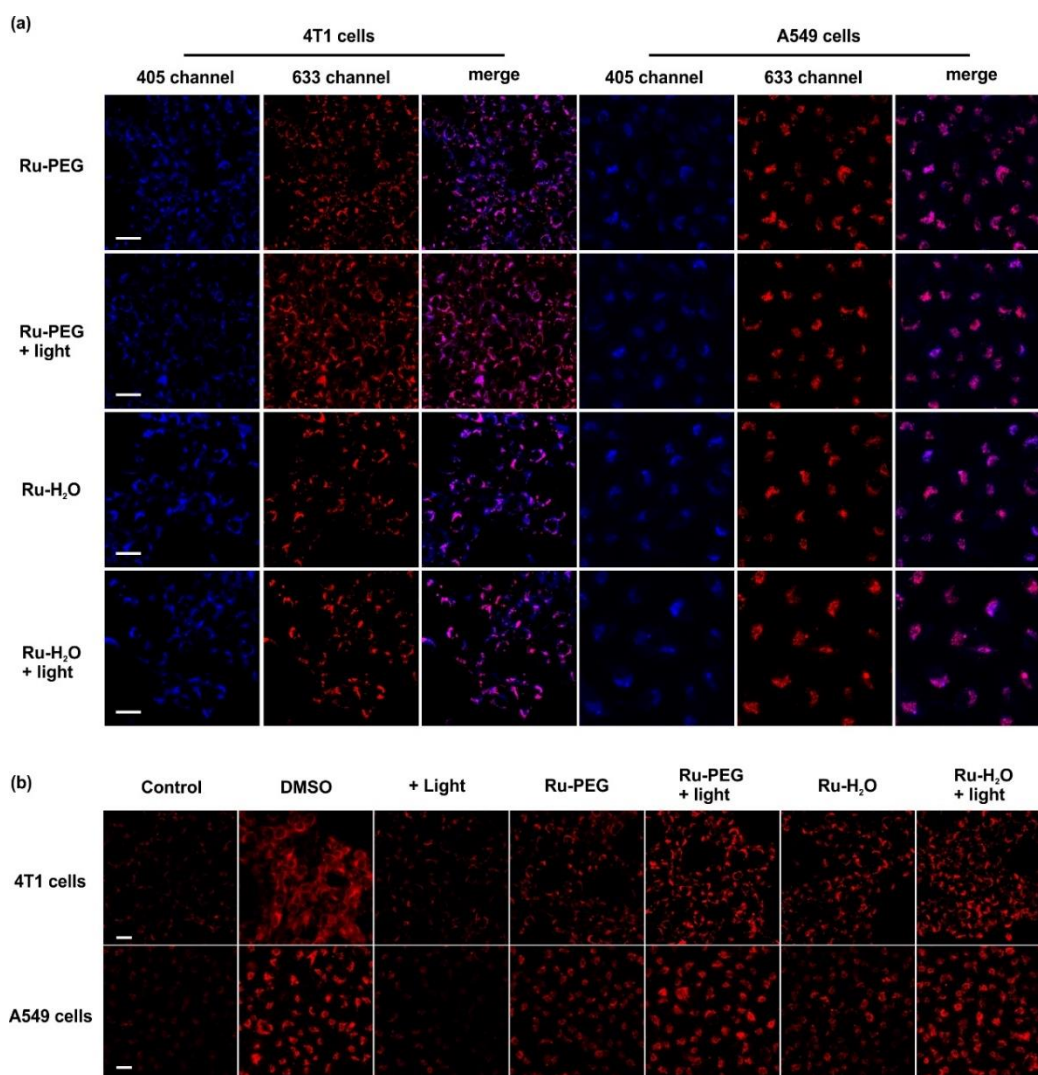 (a)
4T1 cells A549 cells
405 channel 633 channel merge 405 channel 633 channel merge
Ru-PEG
Ru-PEG
+ light
Ru-H₂O
Ru-H₂O
+ light
(b)
Control DMSO + Light Ru-PEG Ru-PEG + light Ru-H₂O Ru-H₂O + light
4T1 cells
A549 cells